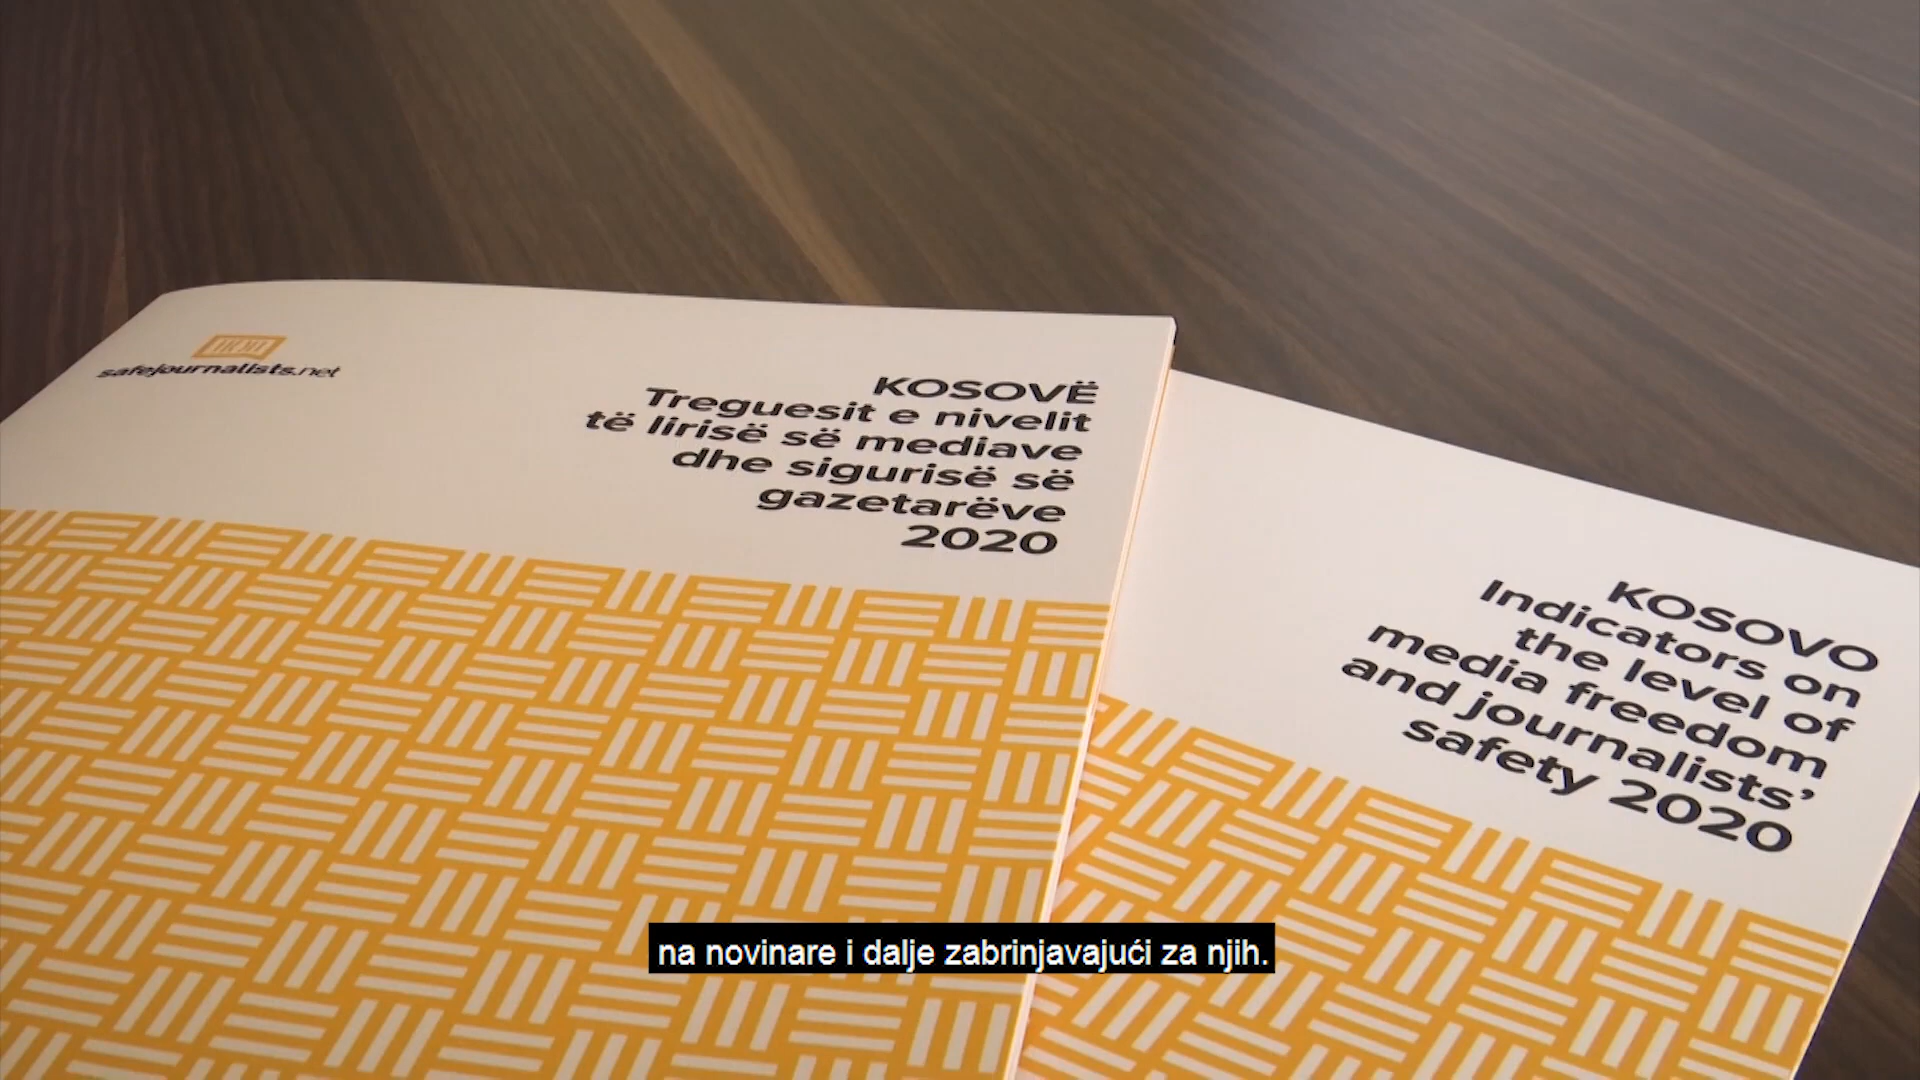 safejournalists.net
KOSOVË
Treguesit e nivelit
të lirisë së mediave
dhe sigurisë së
gazetarëve
2020
KOSOVO
Indicators on
the level of
media freedom
and journalists’
safety 2020
na novinare i dalje zabrinjavajući za njih.